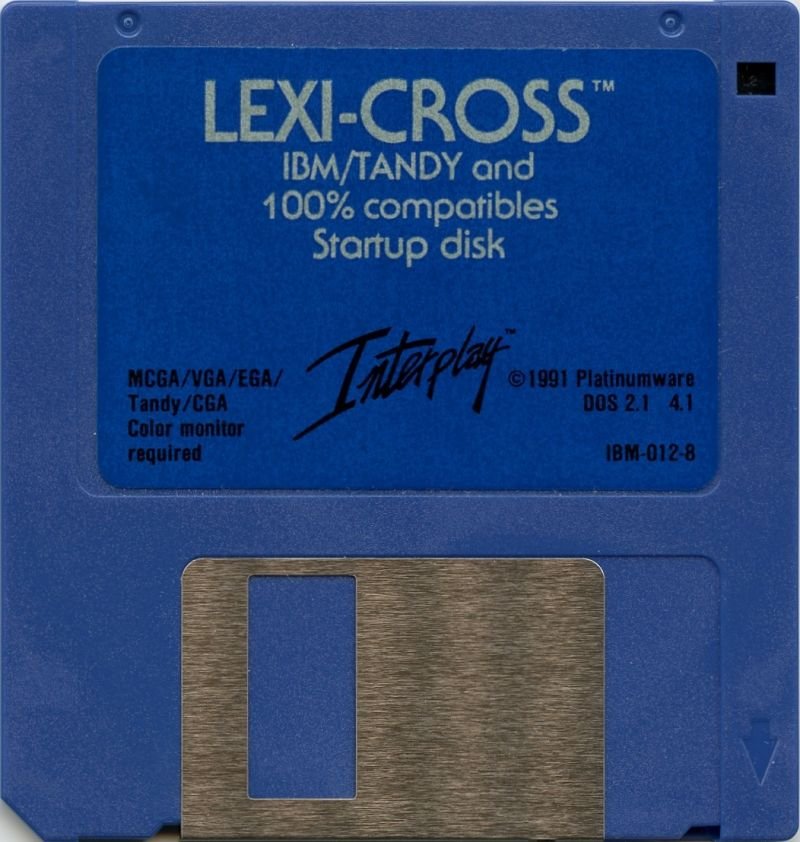 LEXI-CROSS™
IBM/TANDY and
100% compatibles
Startup disk
Interplay™
MCGA/VGA/EGA/
Tandy/CGA
Color monitor
required
©1991 Platinumware
DOS 2.1 4.1
IBM-012-8